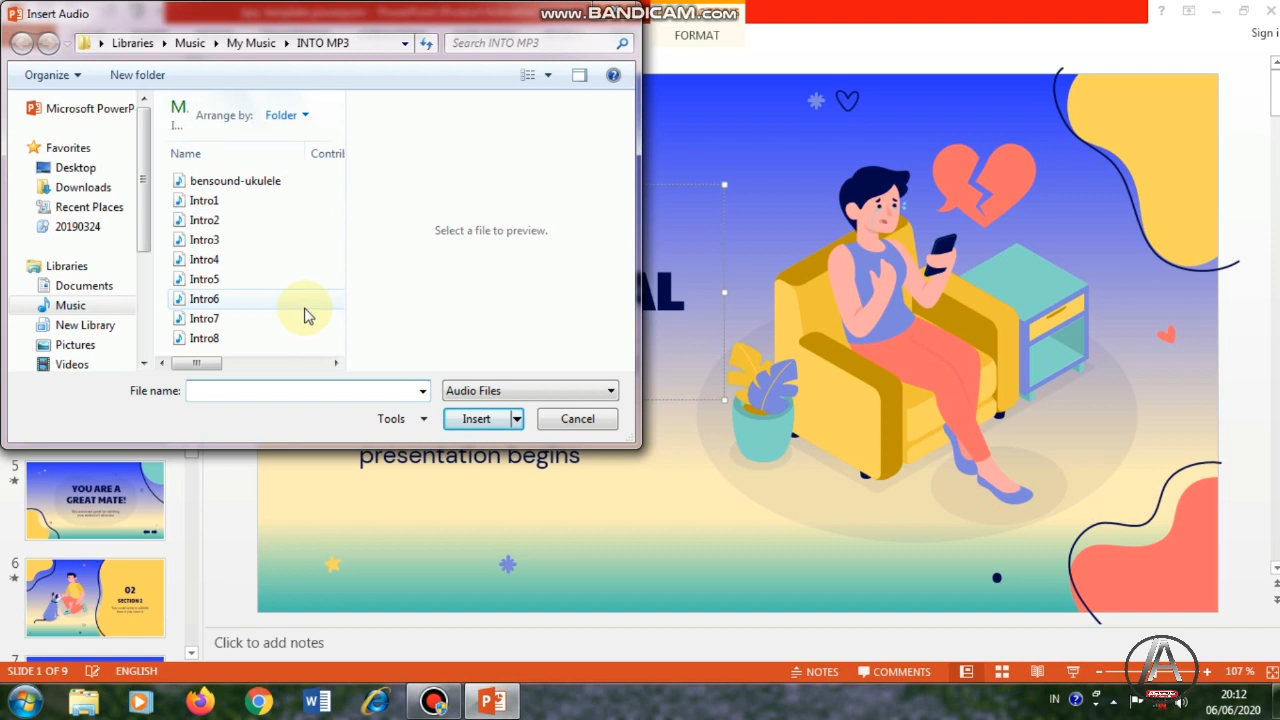 Insert Audio
www.BANDICAM.com
FORMAT
Sign i
Libraries
Music
My Music
INTO MP3
Search INTO MP3
Organize
New folder
Microsoft PowerP
Favorites
Desktop
Downloads
Recent Places
20190324
Libraries
Documents
Music
New Library
Pictures
Videos
M.
I...
Arrange by:
Folder
Name
Contrib
bensound-ukulele
Intro1
Intro2
Intro3
Intro4
Intro5
Intro6
Intro7
Intro8
Select a file to preview.
File name:
Audio Files
Tools
Insert
Cancel
AL
presentation begins
5
YOU ARE A
GREAT MATE!
6
02
SECTION 2
7
Click to add notes
SLIDE 1 OF 9
ENGLISH
NOTES
COMMENTS
107 %
IN
20:12
06/06/2020